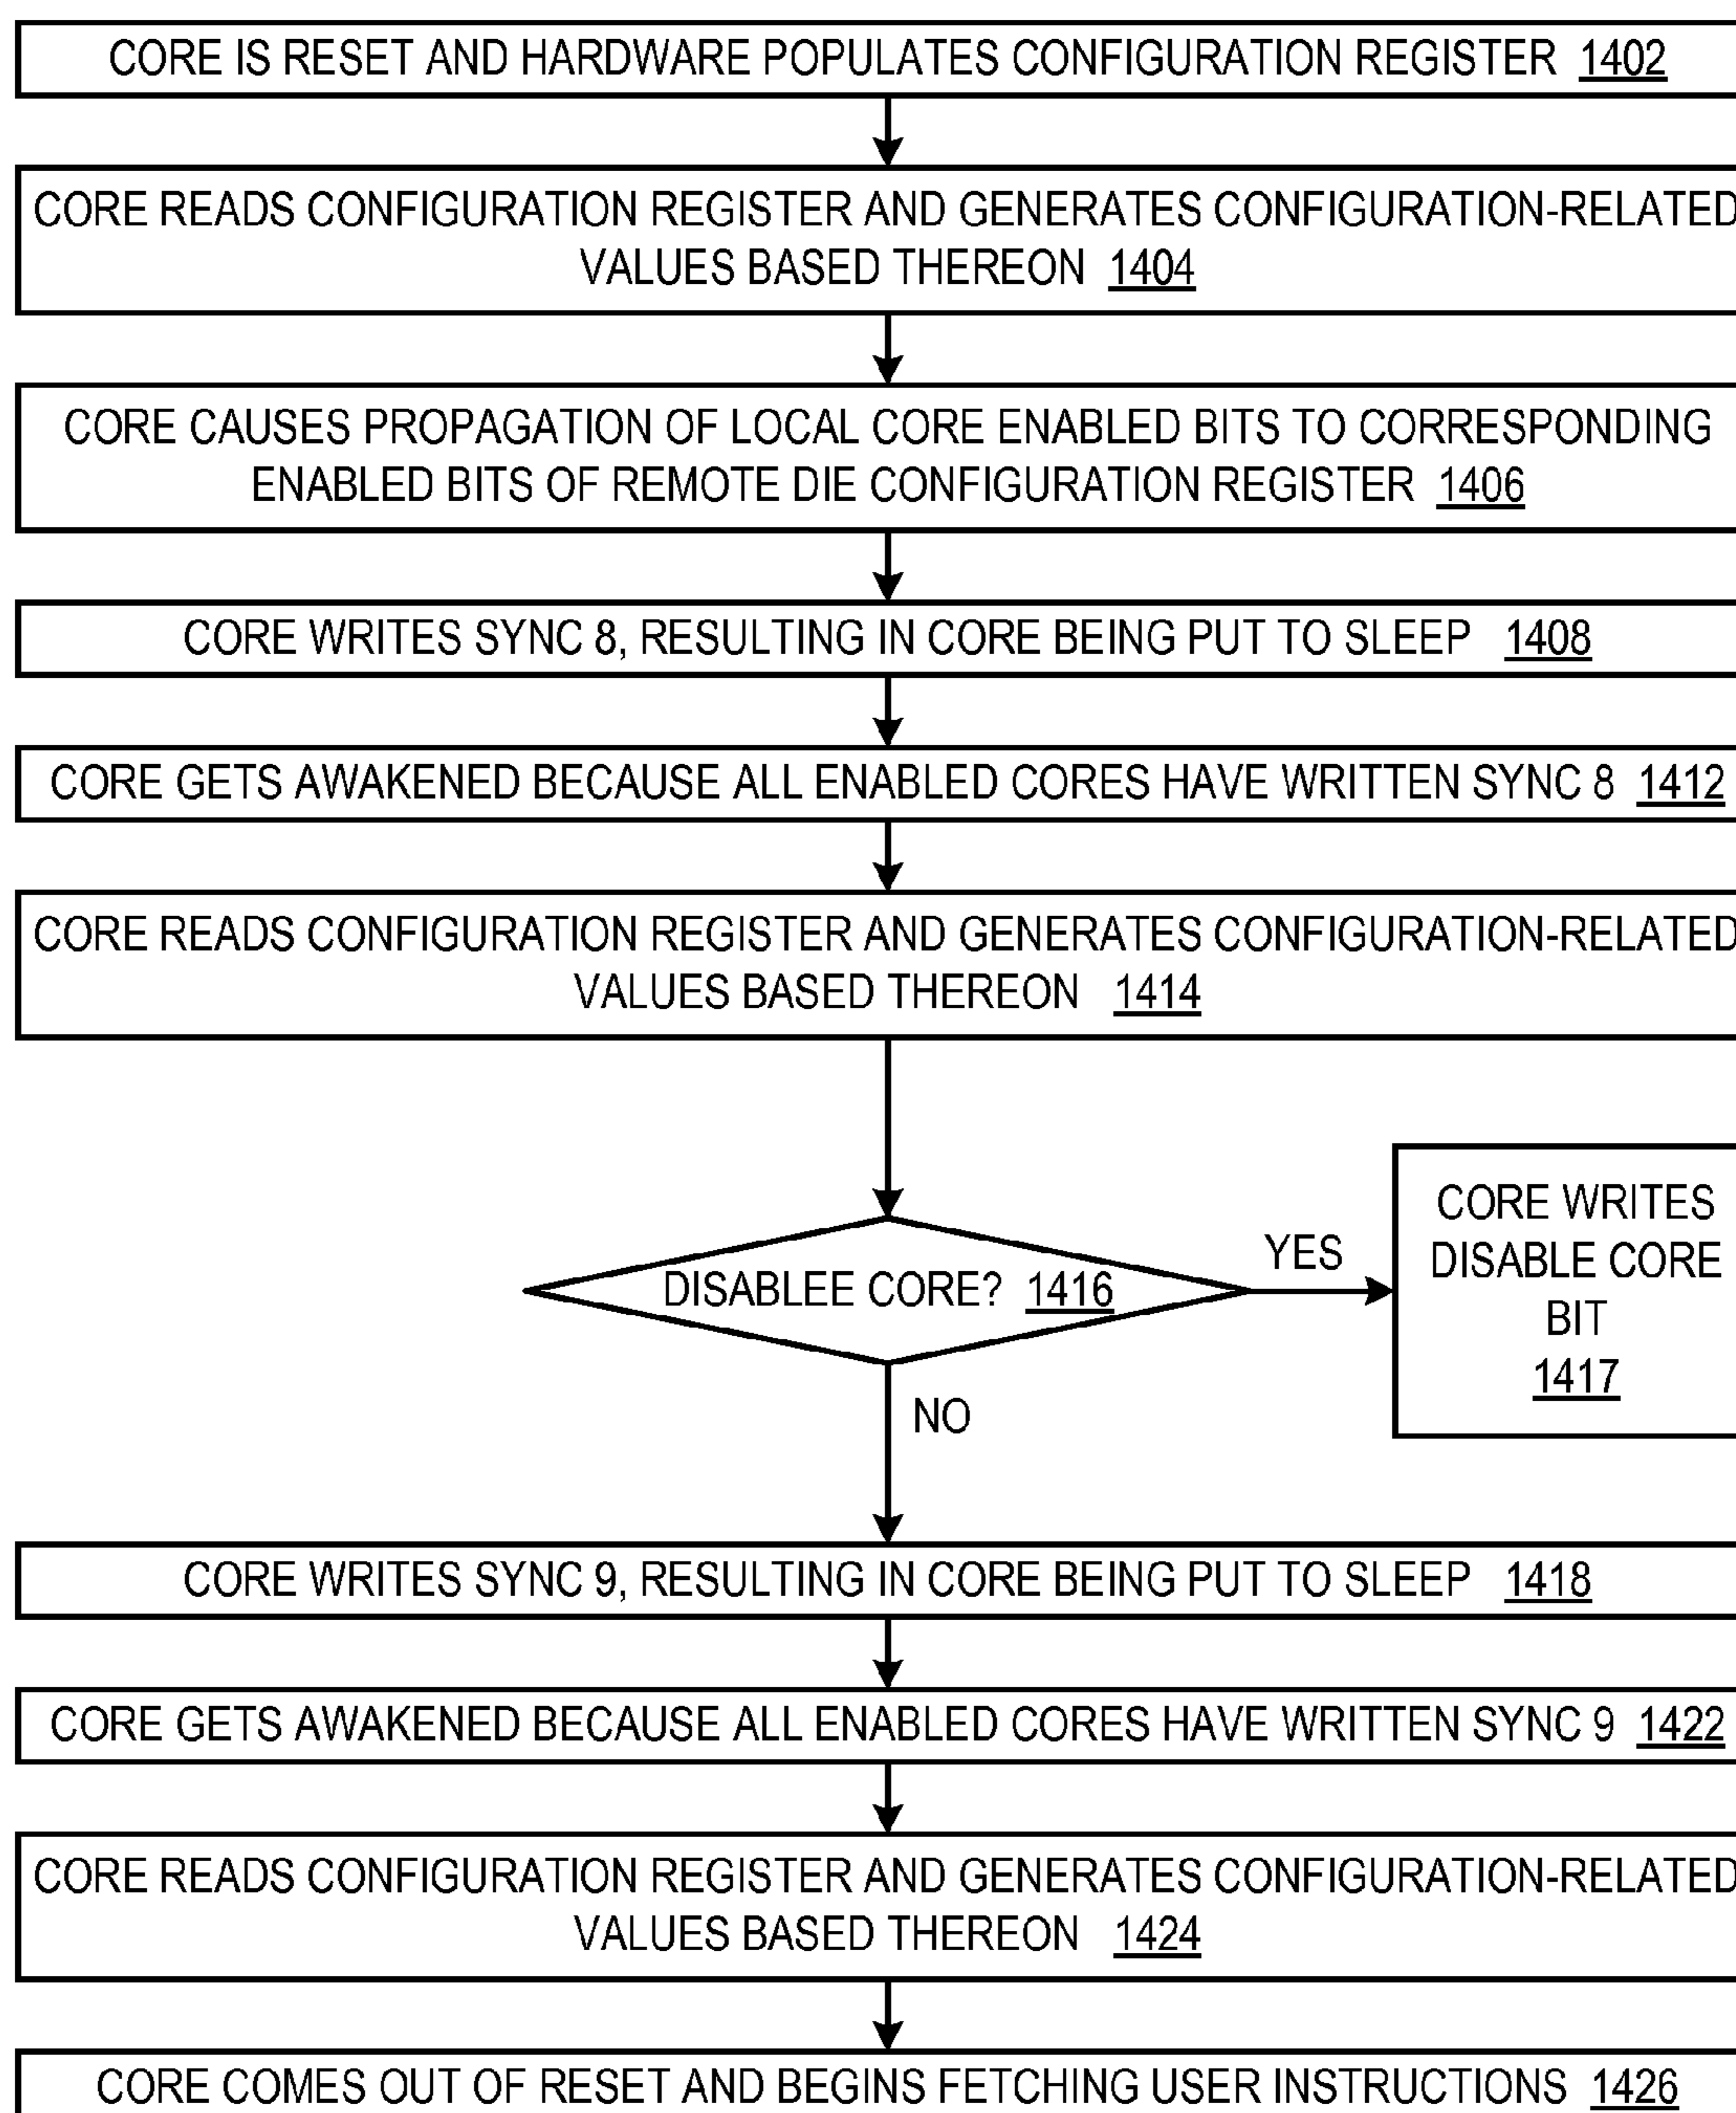 CORE IS RESET AND HARDWARE POPULATES CONFIGURATION REGISTER 1402
CORE READS CONFIGURATION REGISTER AND GENERATES CONFIGURATION-RELATED
VALUES BASED THEREON 1404
CORE CAUSES PROPAGATION OF LOCAL CORE ENABLED BITS TO CORRESPONDING
ENABLED BITS OF REMOTE DIE CONFIGURATION REGISTER 1406
CORE WRITES SYNC 8, RESULTING IN CORE BEING PUT TO SLEEP 1408
CORE GETS AWAKENED BECAUSE ALL ENABLED CORES HAVE WRITTEN SYNC 8 1412
CORE READS CONFIGURATION REGISTER AND GENERATES CONFIGURATION-RELATED
VALUES BASED THEREON 1414
DISABLEE CORE? 1416
YES
CORE WRITES
DISABLE CORE
BIT
1417
NO
CORE WRITES SYNC 9, RESULTING IN CORE BEING PUT TO SLEEP 1418
CORE GETS AWAKENED BECAUSE ALL ENABLED CORES HAVE WRITTEN SYNC 9 1422
CORE READS CONFIGURATION REGISTER AND GENERATES CONFIGURATION-RELATED
VALUES BASED THEREON 1424
CORE COMES OUT OF RESET AND BEGINS FETCHING USER INSTRUCTIONS 1426